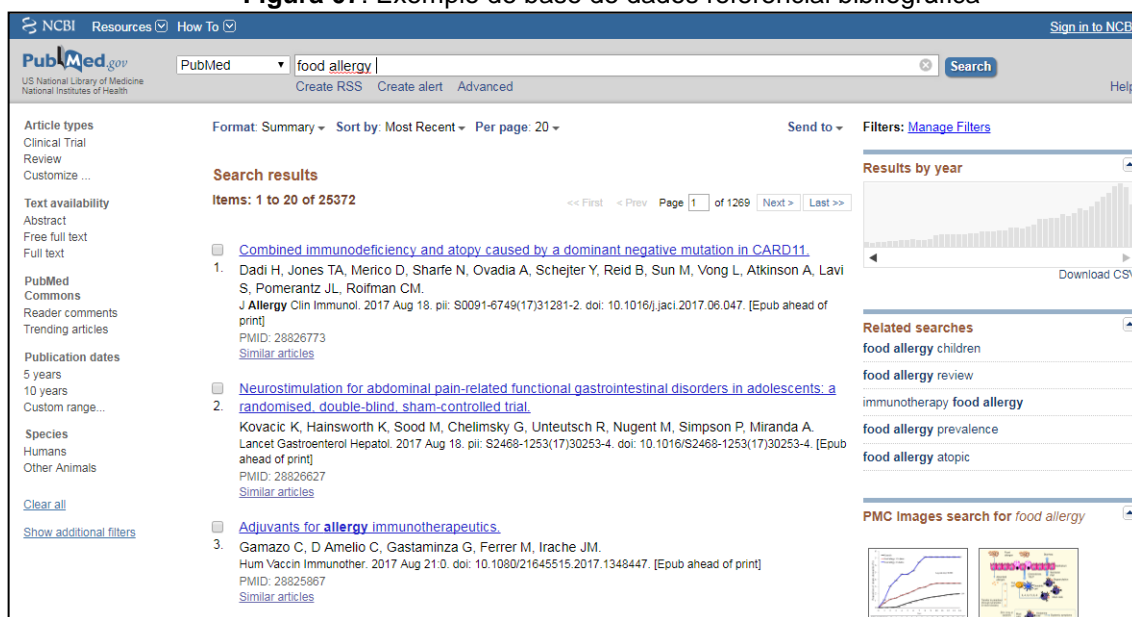 Exemplo de base de dados referencial bibliográfica
NCBI Resources How To Sign in to NCBI
PubMed.gov
US National Library of Medicine
National Institutes of Health
PubMed food allergy Search
Create RSS Create alert Advanced Help
Article types
Clinical Trial
Review
Customize ...
Text availability
Abstract
Free full text
Full text
PubMed
Commons
Reader comments
Trending articles
Publication dates
5 years
10 years
Custom range...
Species
Humans
Other Animals
Clear all
Show additional filters
Format: Summary Sort by: Most Recent Per page: 20 Send to
Search results
Items: 1 to 20 of 25372
<< First < Prev Page 1 of 1269 Next > Last >>
Combined immunodeficiency and atopy caused by a dominant negative mutation in CARD11.
1. Dadi H, Jones TA, Merico D, Sharfe N, Ovadia A, Schejter Y, Reid B, Sun M, Vong L, Atkinson A, Lavi
S, Pomerantz JL, Roifman CM.
J Allergy Clin Immunol. 2017 Aug 18. pii: S0091-6749(17)31281-2. doi: 10.1016/j.jaci.2017.06.047. [Epub ahead of
print]
PMID: 28826773
Similar articles
Neurostimulation for abdominal pain-related functional gastrointestinal disorders in adolescents: a
2. randomised, double-blind, sham-controlled trial.
Kovacic K, Hainsworth K, Sood M, Chelimsky G, Unteutsch R, Nugent M, Simpson P, Miranda A.
Lancet Gastroenterol Hepatol. 2017 Aug 18. pii: S2468-1253(17)30253-4. doi: 10.1016/S2468-1253(17)30253-4. [Epub
ahead of print]
PMID: 28826627
Similar articles
Adjuvants for allergy immunotherapeutics.
3. Gamazo C, D Amelio C, Gastaminza G, Ferrer M, Irache JM.
Hum Vaccin Immunother. 2017 Aug 21:0. doi: 10.1080/21645515.2017.1348447. [Epub ahead of print]
PMID: 28825867
Similar articles
Filters: Manage Filters
Results by year
Download CSV
Related searches
food allergy children
food allergy review
immunotherapy food allergy
food allergy prevalence
food allergy atopic
PMC Images search for food allergy